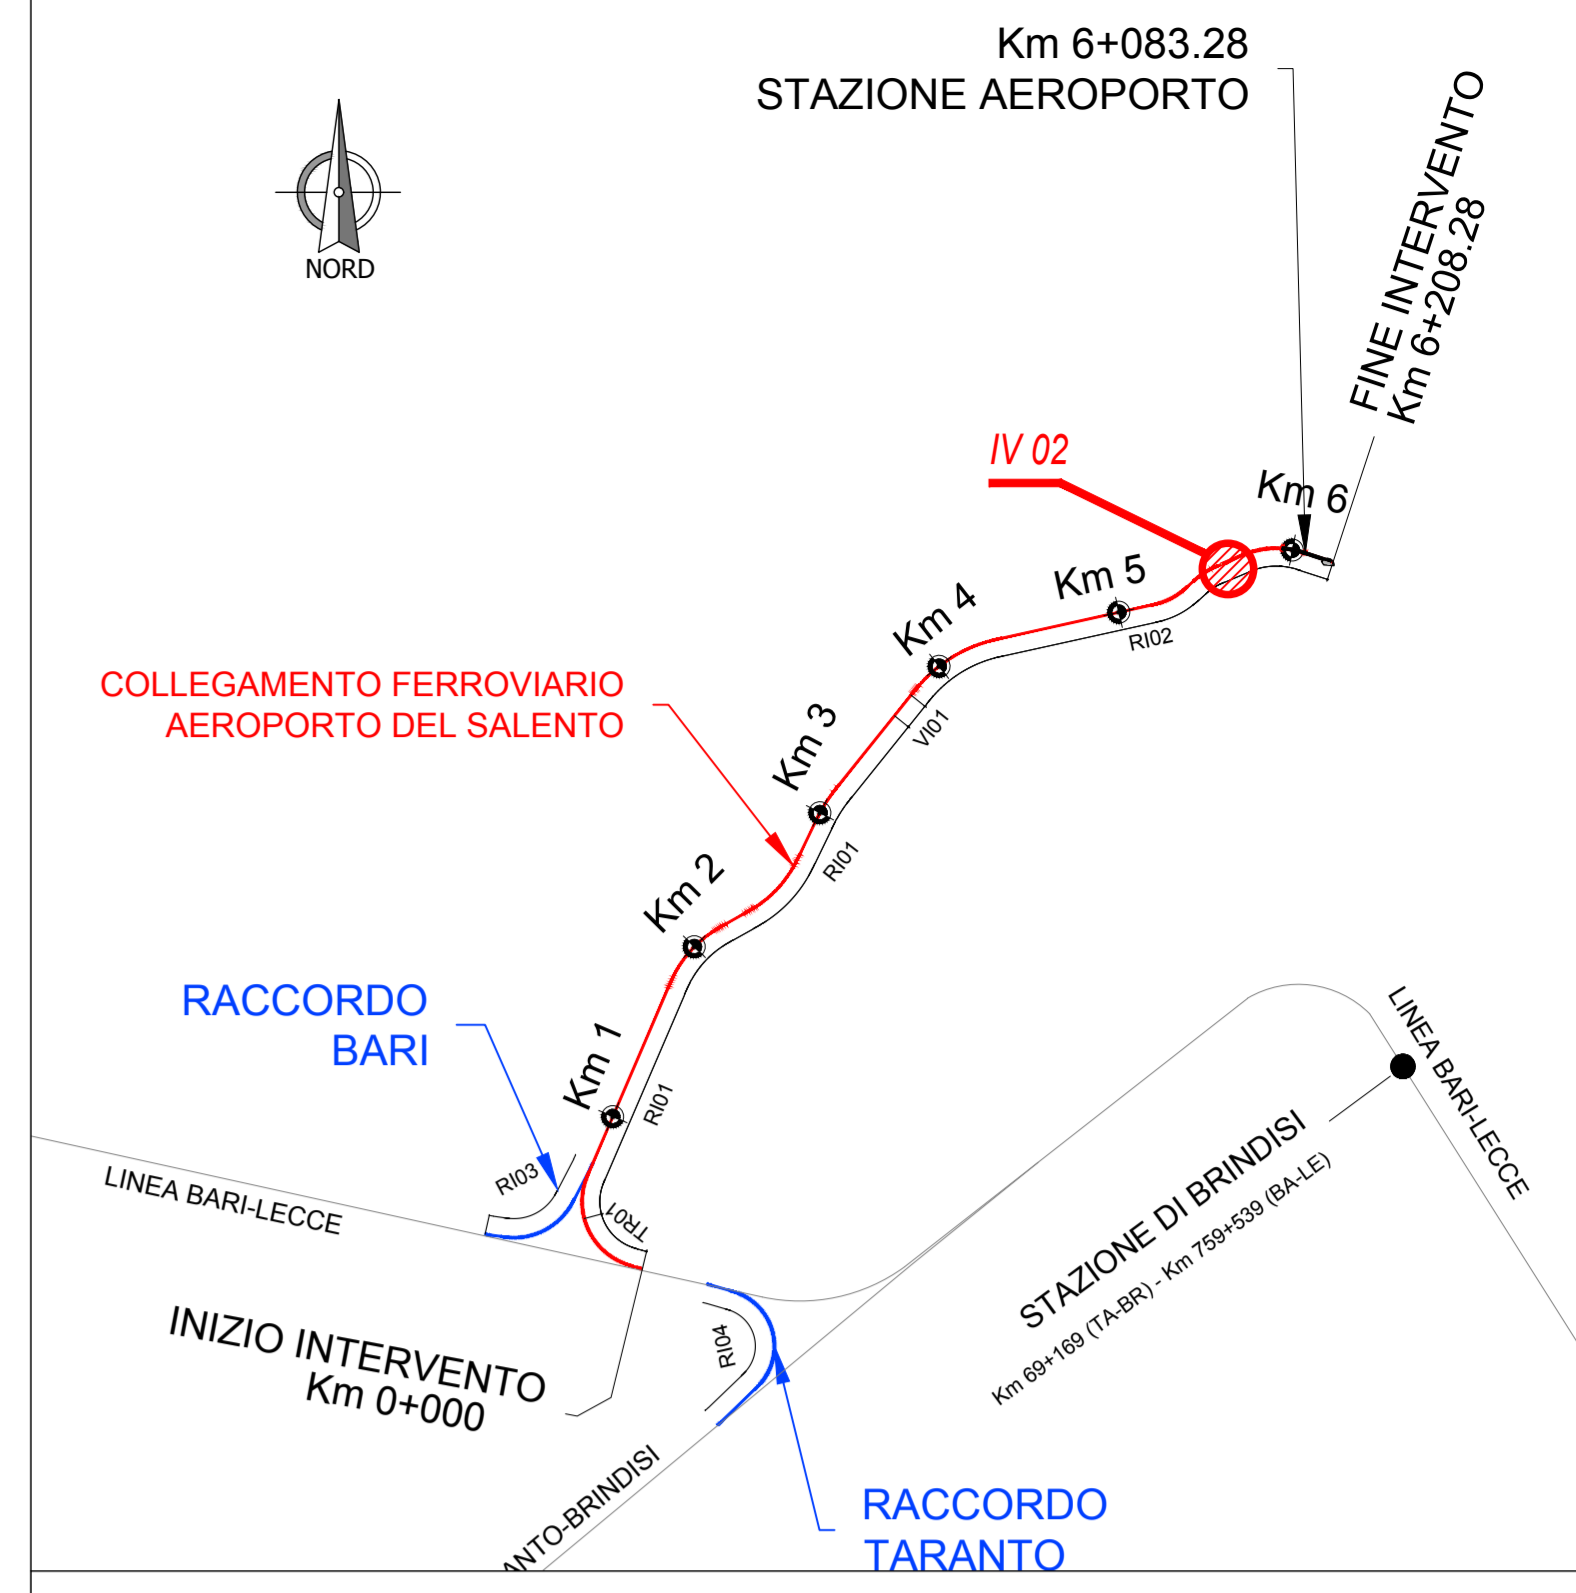 Km 6+083.28
STAZIONE AEROPORTO
FINE INTERVENTO
Km 6+208.28
NORD
IV 02
Km 6
Km 5
RI02
Km 4
COLLEGAMENTO FERROVIARIO
AEROPORTO DEL SALENTO
VI01
Km 3
RI01
Km 2
RACCORDO
BARI
LINEA BARI-LECCE
Km 1
RI01
RI03
LINEA BARI-LECCE
TR01
STAZIONE DI BRINDISI
Km 69+169 (TA-BR) - Km 759+539 (BA-LE)
INIZIO INTERVENTO
Km 0+000
RI04
ANTO-BRINDISI
RACCORDO
TARANTO